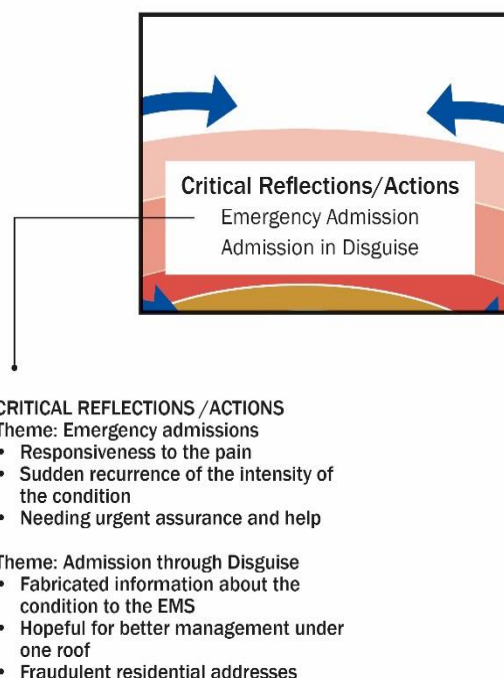 Critical Reflections/Actions
Emergency Admission
Admission in Disguise
CRITICAL REFLECTIONS /ACTIONS
Theme: Emergency admissions
• Responsiveness to the pain
• Sudden recurrence of the intensity of
the condition
• Needing urgent assurance and help
Theme: Admission through Disguise
• Fabricated information about the
condition to the EMS
• Hopeful for better management under
one roof
• Fraudulent residential addresses